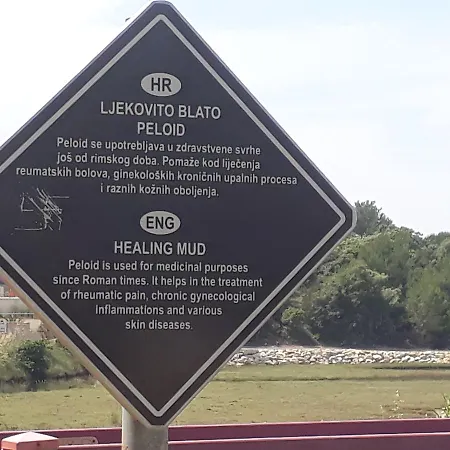 HR
LJEKOVITO BLATO
PELOID
Peloid se upotrebljava u zdravstvene svrhe
još od rimskog doba. Pomaže kod liječenja
reumatskih bolova, ginekoloških kroničnih upalnih procesa
i raznih kožnih oboljenja.
ENG
HEALING MUD
Peloid is used for medicinal purposes
since Roman times. It helps in the treatment
of rheumatic pain, chronic gynecological
inflammations and various
skin diseases.